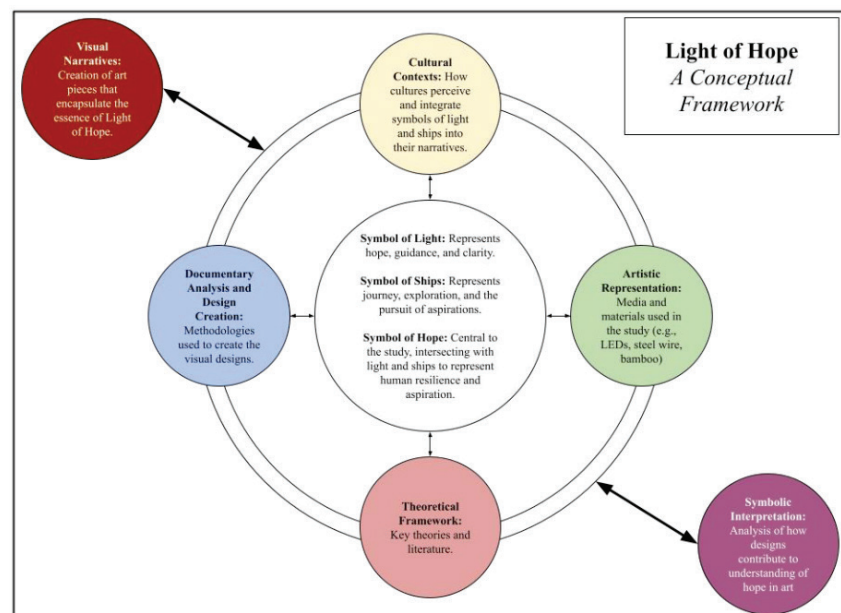 Visual
Narratives:
Creation of art
pieces that
encapsulate the
essence of Light
of Hope.
Cultural
Contexts: How
cultures perceive
and integrate
symbols of light
and ships into
their narratives.
Light of Hope
A Conceptual
Framework
Symbol of Light: Represents
hope, guidance, and clarity.
Symbol of Ships: Represents
journey, exploration, and the
pursuit of aspirations.
Symbol of Hope: Central to
the study, intersecting with
light and ships to represent
human resilience and
aspiration.
Documentary
Analysis and
Design
Creation:
Methodologies
used to create the
visual designs.
Artistic
Representation:
Media and
materials used in
the study (e.g.,
LEDs, steel wire,
bamboo)
Theoretical
Framework:
Key theories and
literature.
Symbolic
Interpretation:
Analysis of how
designs
contribute to
understanding of
hope in art